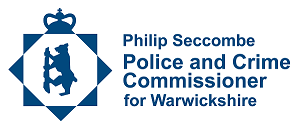 Philip Seccombe
Police and Crime
Commissioner
for Warwickshire